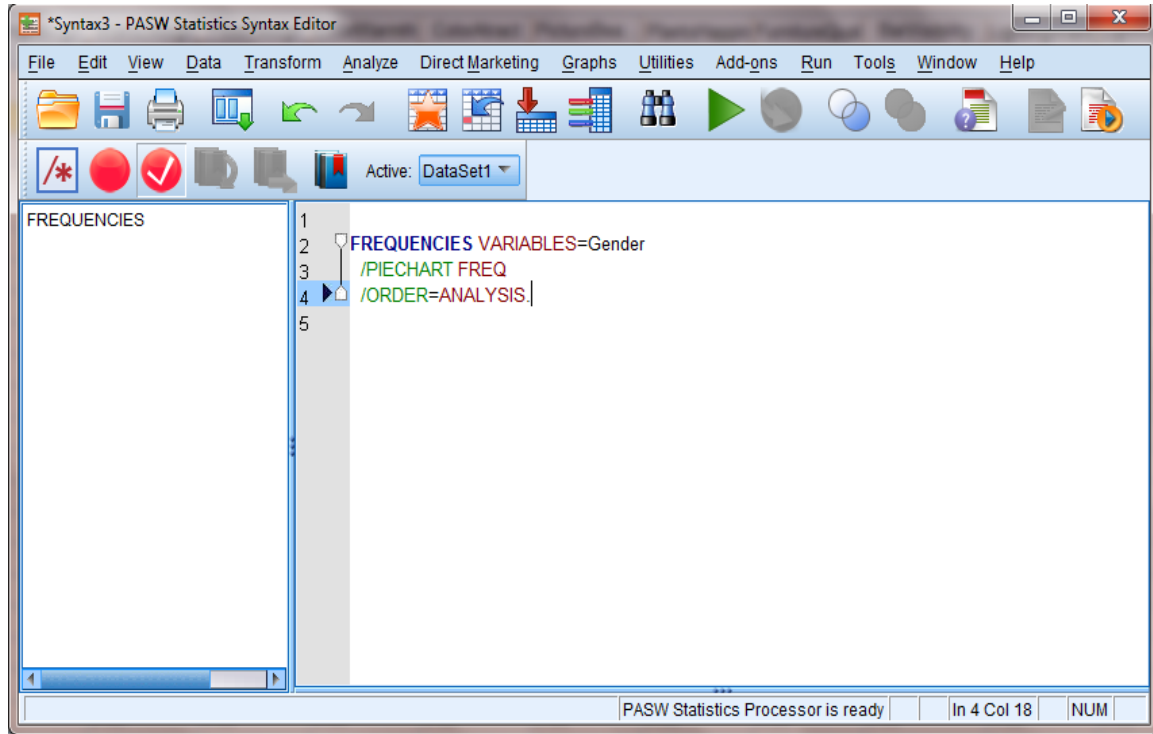 *Syntax3 - PASW Statistics Syntax Editor
File Edit View Data Transform Analyze Direct Marketing Graphs Utilities Add-ons Run Tools Window Help
/*
Active: DataSet1
FREQUENCIES
1
2 FREQUENCIES VARIABLES=Gender
3 /PIECHART FREQ
4 /ORDER=ANALYSIS.
5
PASW Statistics Processor is ready In 4 Col 18 NUM